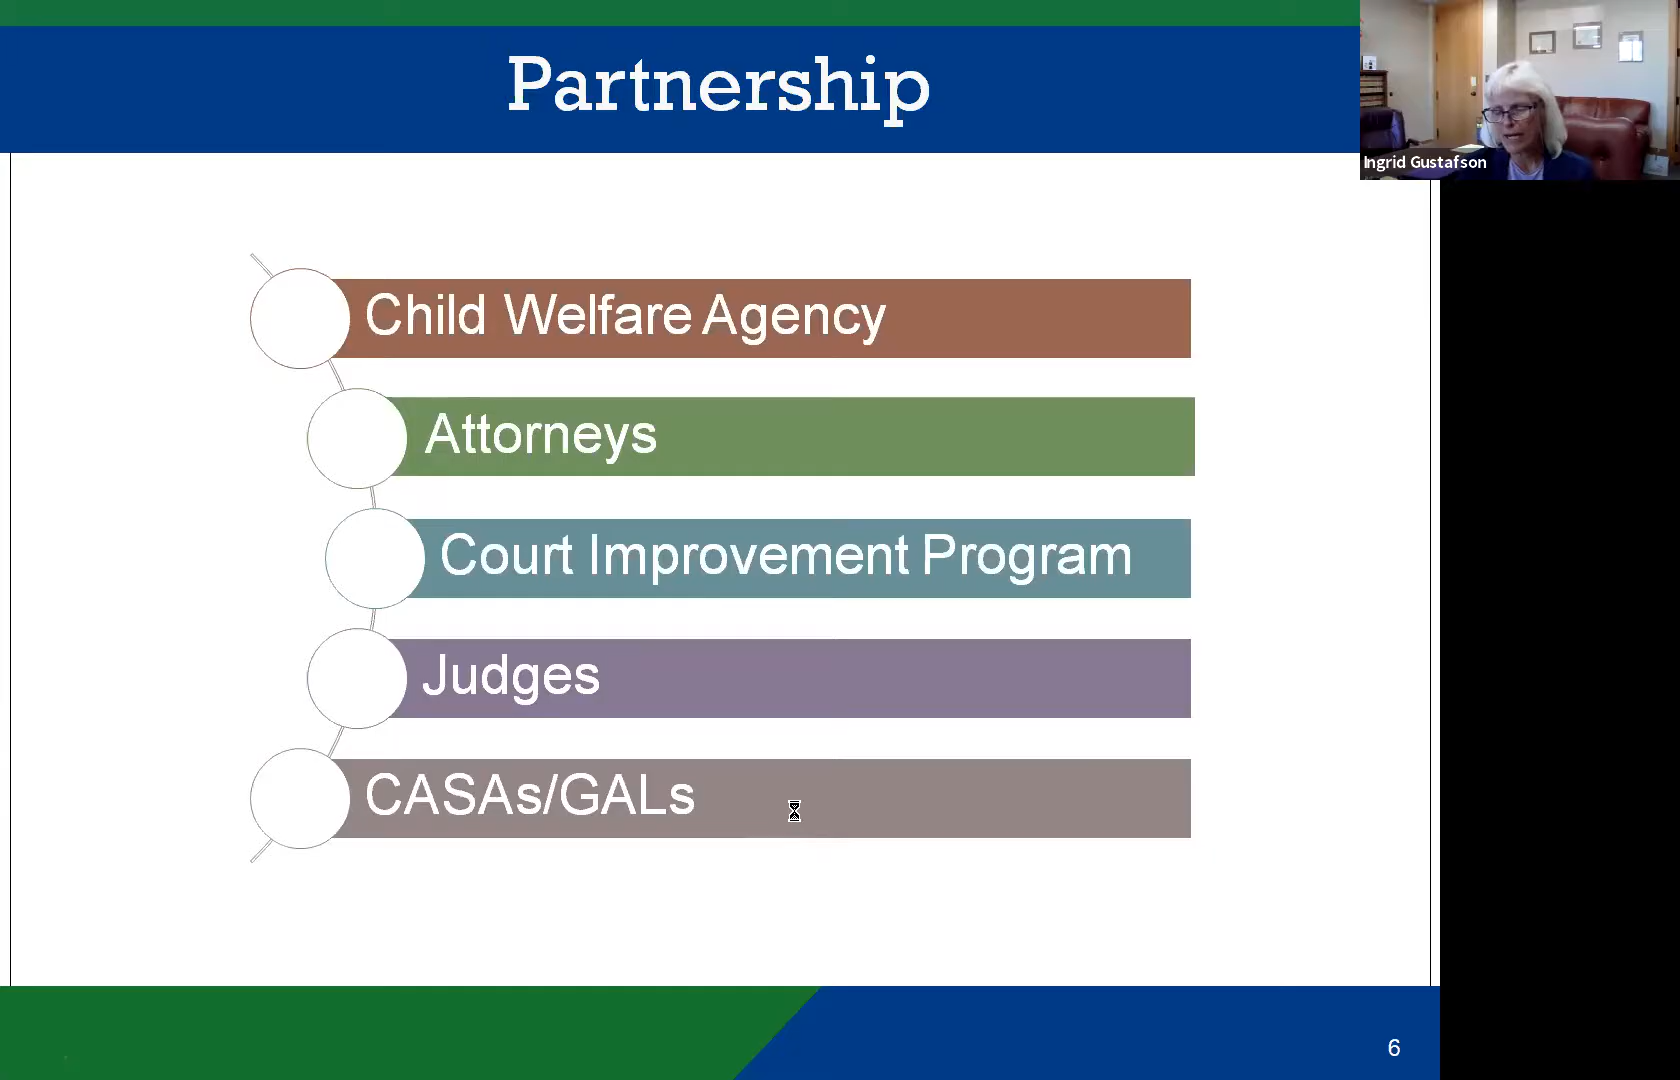 Partnership
Ingrid Gustafson
Child Welfare Agency
Attorneys
Court Improvement Program
Judges
CASAs/GALs
6